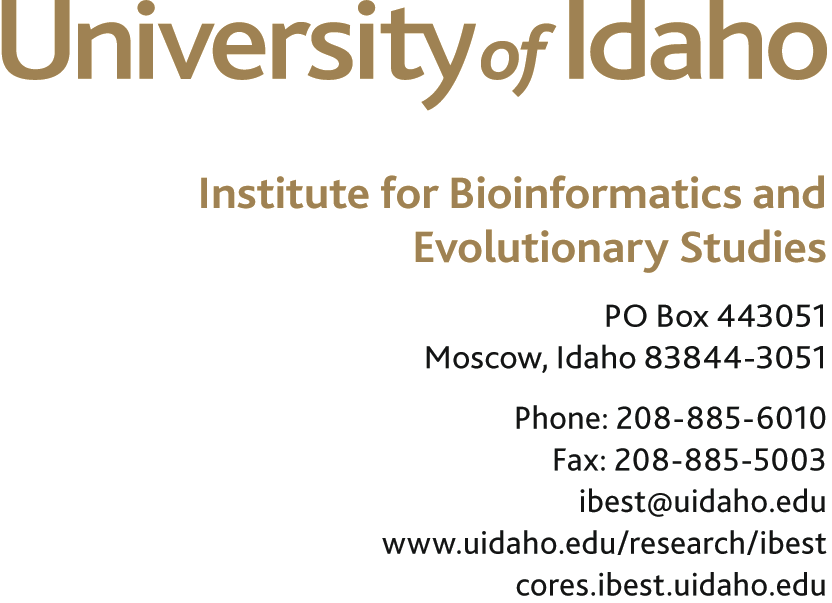 University of Idaho
Institute for Bioinformatics and
Evolutionary Studies
PO Box 443051
Moscow, Idaho 83844-3051
Phone: 208-885-6010
Fax: 208-885-5003
ibest@uidaho.edu
www.uidaho.edu/research/ibest
cores.ibest.uidaho.edu